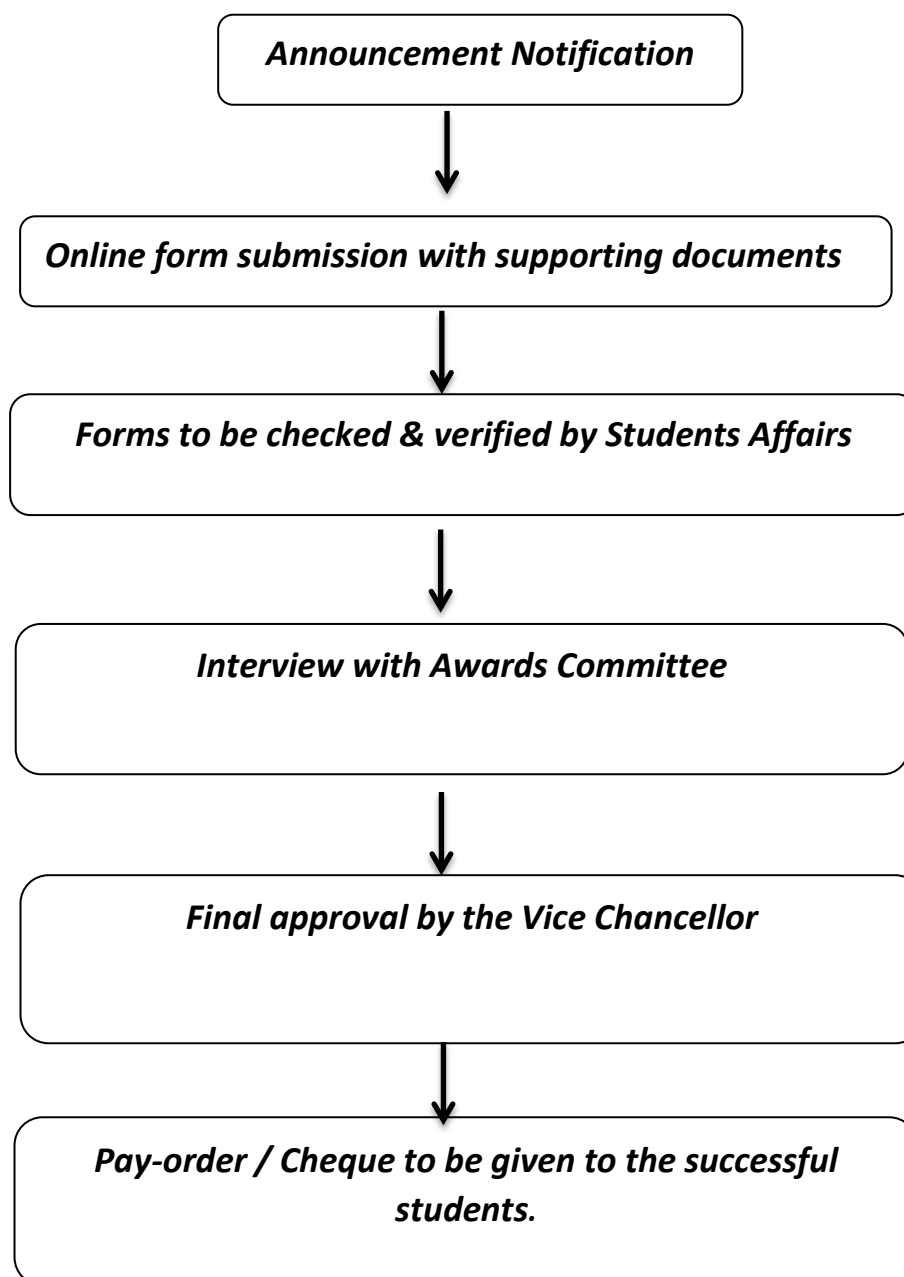 Announcement Notification
Online form submission with supporting documents
Forms to be checked & verified by Students Affairs
Interview with Awards Committee
Final approval by the Vice Chancellor
Pay-order / Cheque to be given to the successful
students.